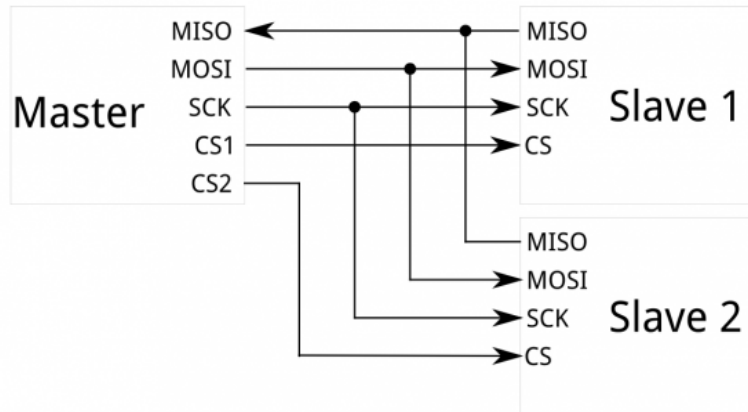 Master
MISO
MOSI
SCK
CS1
CS2
MISO
MOSI
SCK
CS
Slave 1
MISO
MOSI
SCK
CS
Slave 2